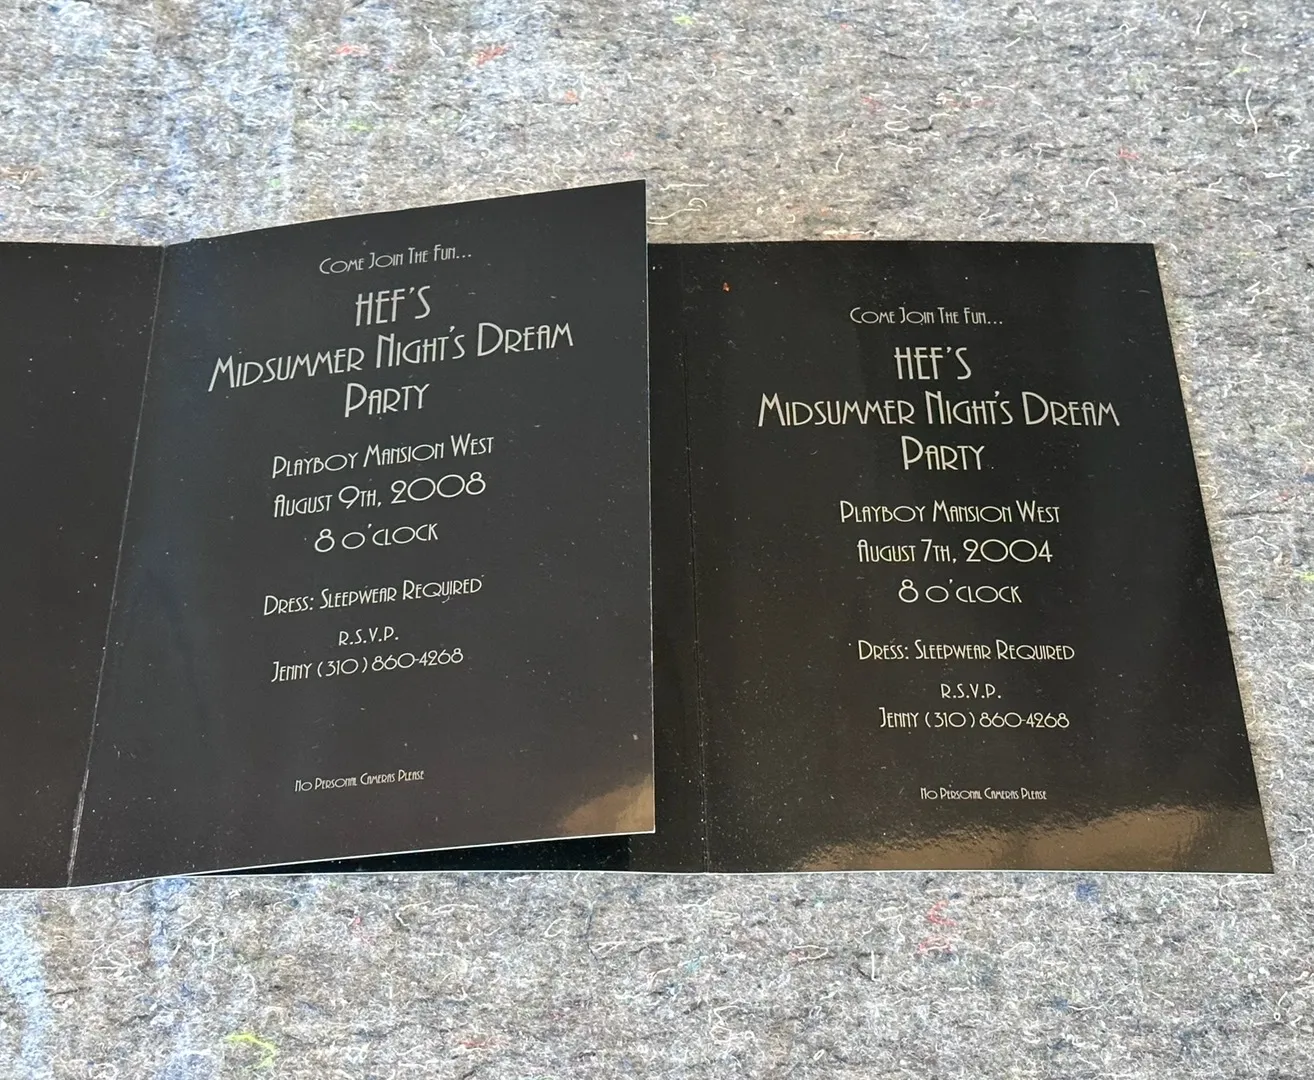 Come Join The Fun...
HEF'S
Midsummer Night's Dream
Party
Playboy Mansion West
August 9th, 2008
8 o'clock
Dress: Sleepwear Required
R.S.V.P.
Jenny (310) 860-4268
No Personal Cameras Please
Come Join The Fun...
HEF'S
Midsummer Night's Dream
Party
Playboy Mansion West
August 7th, 2004
8 o'clock
Dress: Sleepwear Required
R.S.V.P.
Jenny (310) 860-4268
No Personal Cameras Please